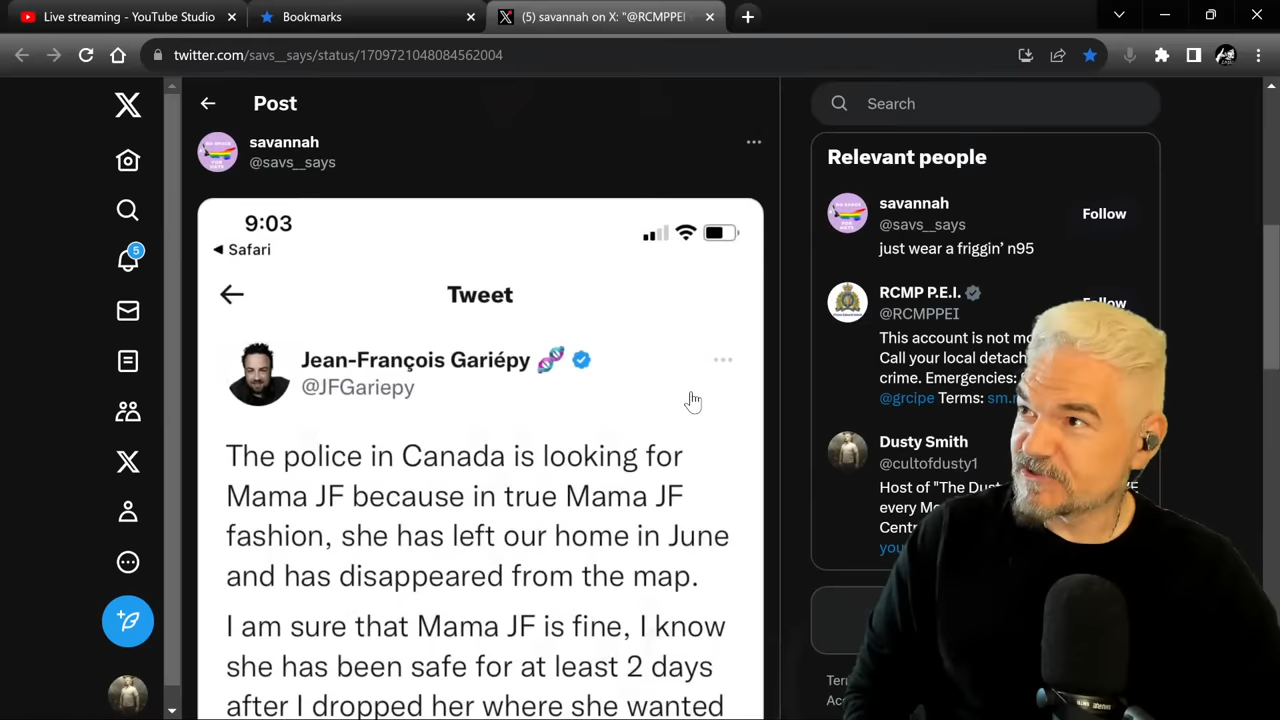 Live streaming - YouTube Studio
Bookmarks
(5) savannah on X: "@RCMPPEI
twitter.com/savs__says/status/1709721048084562004
Post
savannah
@savs__says
9:03
Safari
Tweet
Jean-François Gariépy
@JFGariepy
The police in Canada is looking for
Mama JF because in true Mama JF
fashion, she has left our home in June
and has disappeared from the map.
I am sure that Mama JF is fine, I know
she has been safe for at least 2 days
after I dropped her where she wanted
5
Search
Relevant people
savannah
@savs__says
Follow
just wear a friggin' n95
RCMP P.E.I.
@RCMPPEI
Follow
This account is not mo
Call your local detach
crime. Emergencies:
@grcipe Terms: sm.r
Dusty Smith
@cultofdusty1
Host of "The Dus
every Mo
Centr
you
Ter